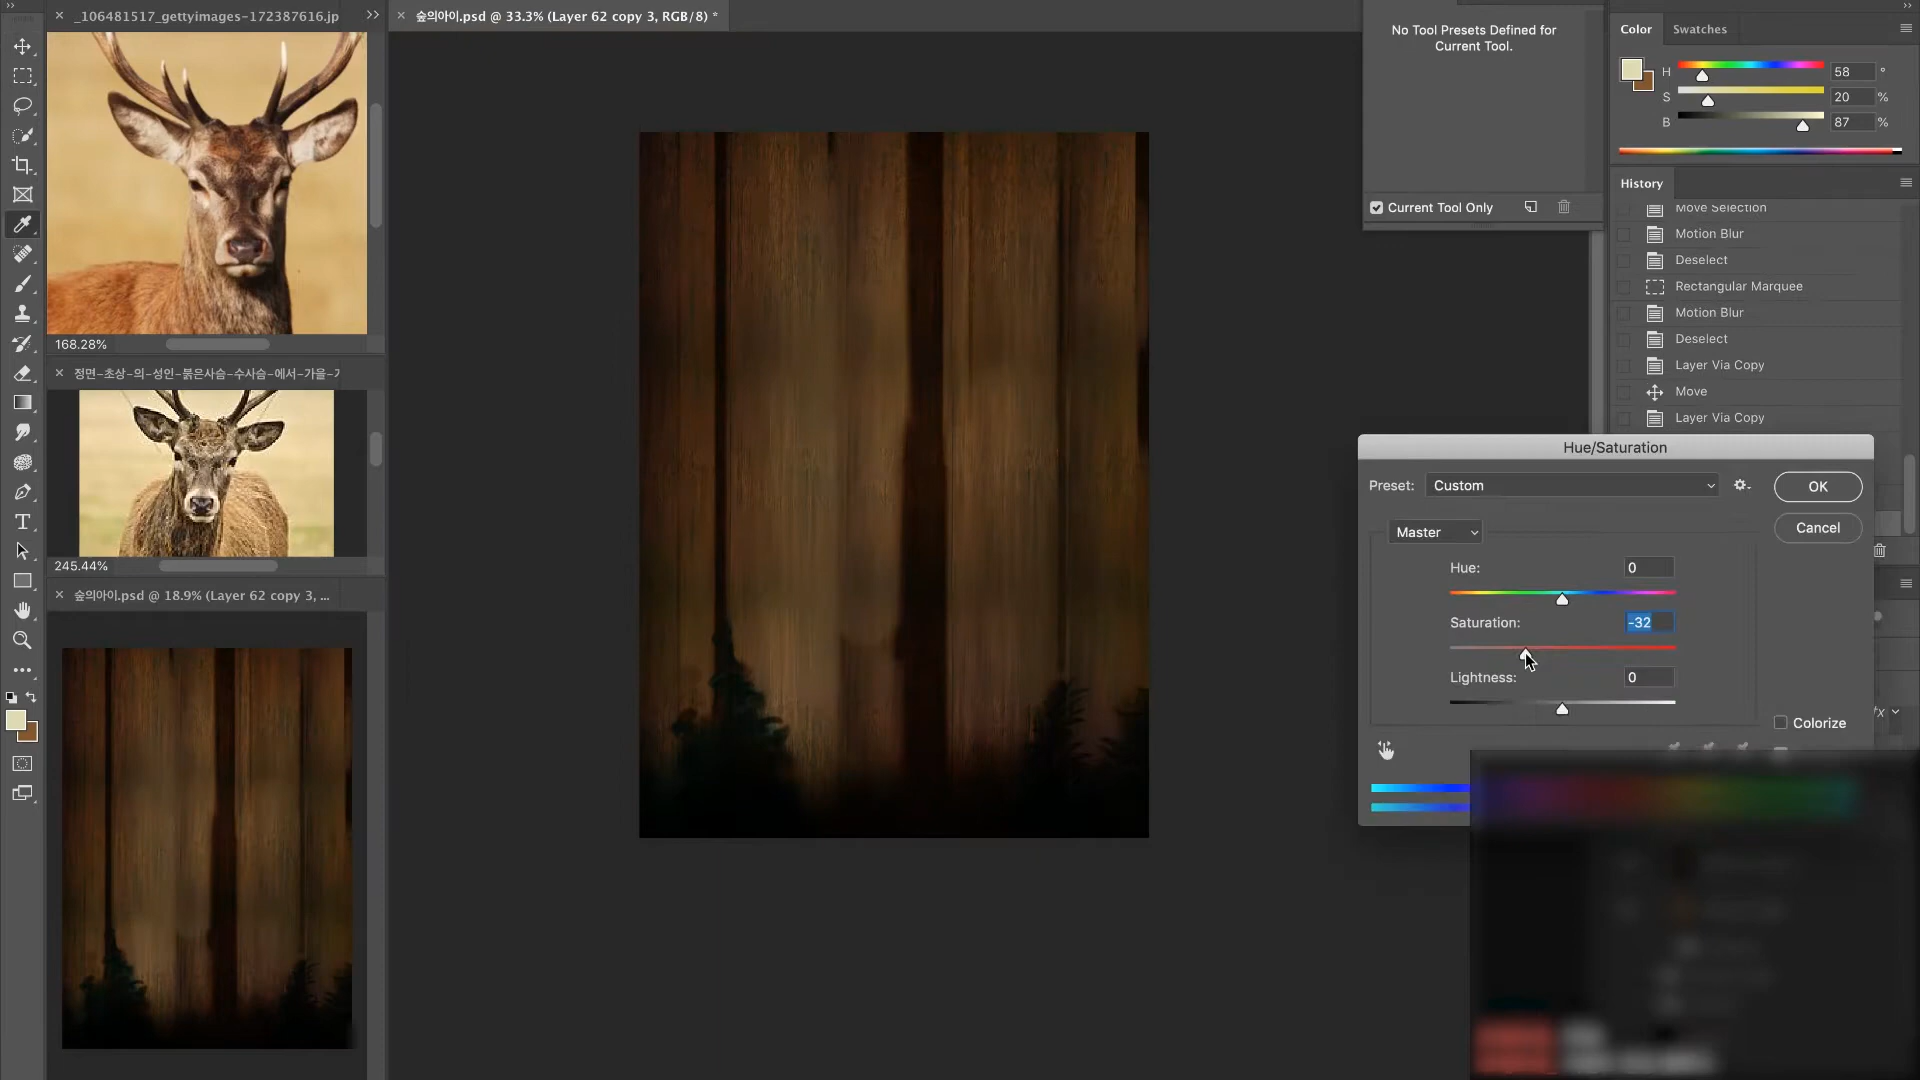 _106481517_gettyimages-172387616.jp
168.28%
정면-초상-의-성인-붉은사슴-수사슴-에서-가을-가
245.44%
숲의아이.psd @ 18.9% (Layer 62 copy 3, ...
숲의아이.psd @ 33.3% (Layer 62 copy 3, RGB/8) *
No Tool Presets Defined for
Current Tool.
Current Tool Only
Color
Swatches
H 58 °
S 20 %
B 87 %
History
Move Selection
Motion Blur
Deselect
Rectangular Marquee
Motion Blur
Deselect
Layer Via Copy
Move
Layer Via Copy
Hue/Saturation
Preset: Custom
OK
Cancel
Master
Hue: 0
Saturation: -32
Lightness: 0
Colorize
fx